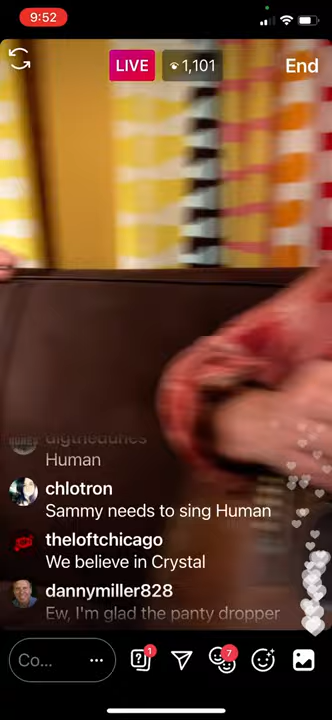 9:52
LIVE
1,101
End
digthedunes
Human
chlotron
Sammy needs to sing Human
theloftchicago
We believe in Crystal
dannymiller828
Ew, I'm glad the panty dropper
Co...
1
7